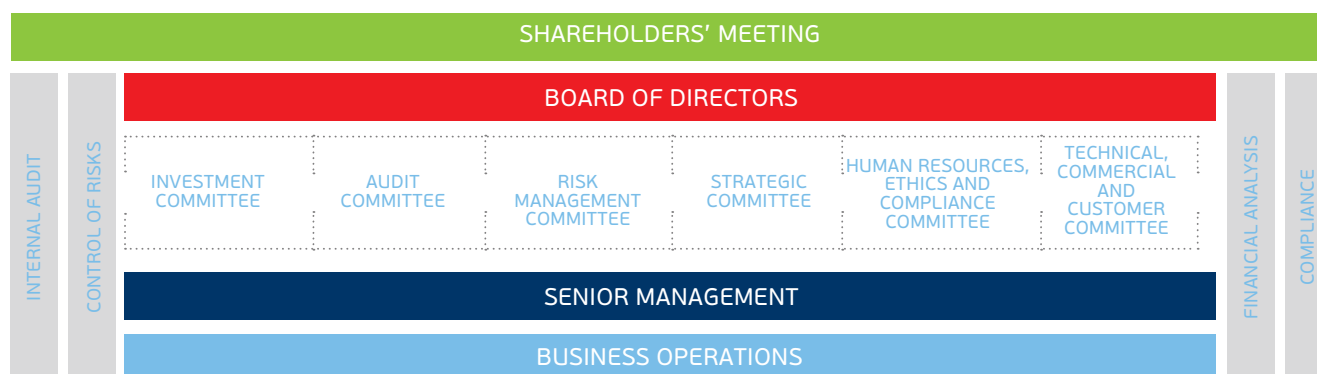 SHAREHOLDERS' MEETING
INTERNAL AUDIT
CONTROL OF RISKS
BOARD OF DIRECTORS
INVESTMENT
COMMITTEE
AUDIT
COMMITTEE
RISK
MANAGEMENT
COMMITTEE
STRATEGIC
COMMITTEE
HUMAN RESOURCES,
ETHICS AND
COMPLIANCE
COMMITTEE
TECHNICAL,
COMMERCIAL
AND
CUSTOMER
COMMITTEE
SENIOR MANAGEMENT
BUSINESS OPERATIONS
FINANCIAL ANALYSIS
COMPLIANCE